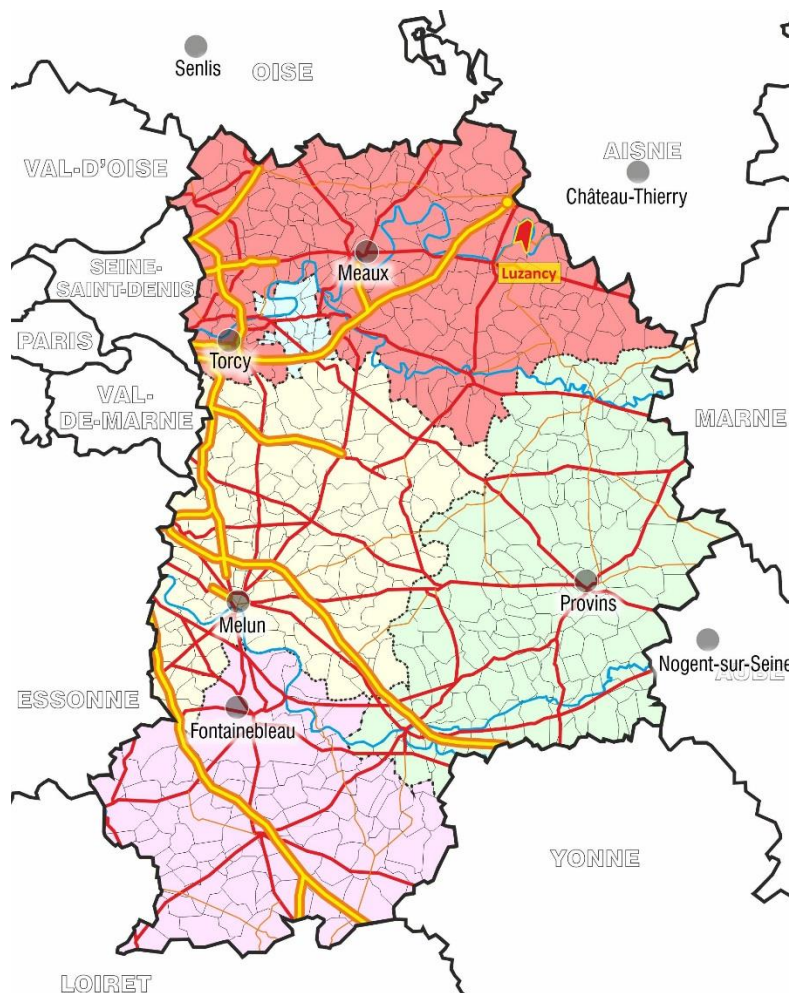 Senlis
OISE
VAL-D'OISE
AISNE
Château-Thierry
SEINE-
SAINT-DENIS
Meaux
Luzancy
PARIS
Torcy
VAL-
DE-MARNE
MARNE
Provins
Melun
Nogent-sur-Seine
AUBE
ESSONNE
Fontainebleau
YONNE
LOIRET